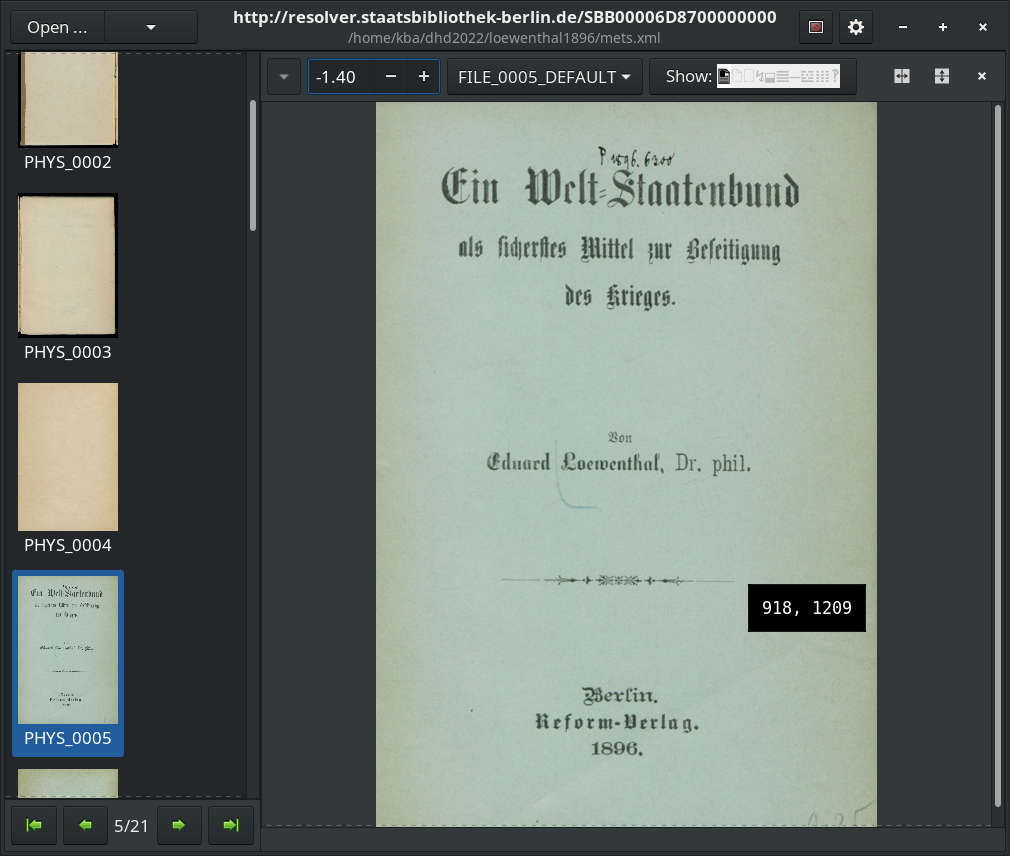 Open ...
http://resolver.staatsbibliothek-berlin.de/SBB00006D8700000000
/home/kba/dhd2022/loewenthal1896/mets.xml
-1.40
FILE_0005_DEFAULT
Show:
PHYS_0002
PHYS_0003
PHYS_0004
PHYS_0005
5/21
P 1896. 6200
Ein Welt-Staatenbund
als sicherstes Mittel zur Beseitigung
des Krieges.
Von
Eduard Loewenthal, Dr. phil.
918, 1209
Berlin.
Reform-Verlag.
1896.